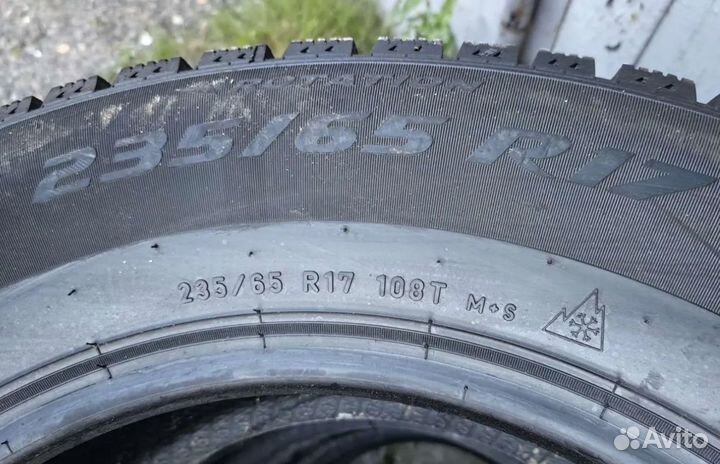 ROTATION
235/65 R17
235/65 R17 108T M+S
Avito